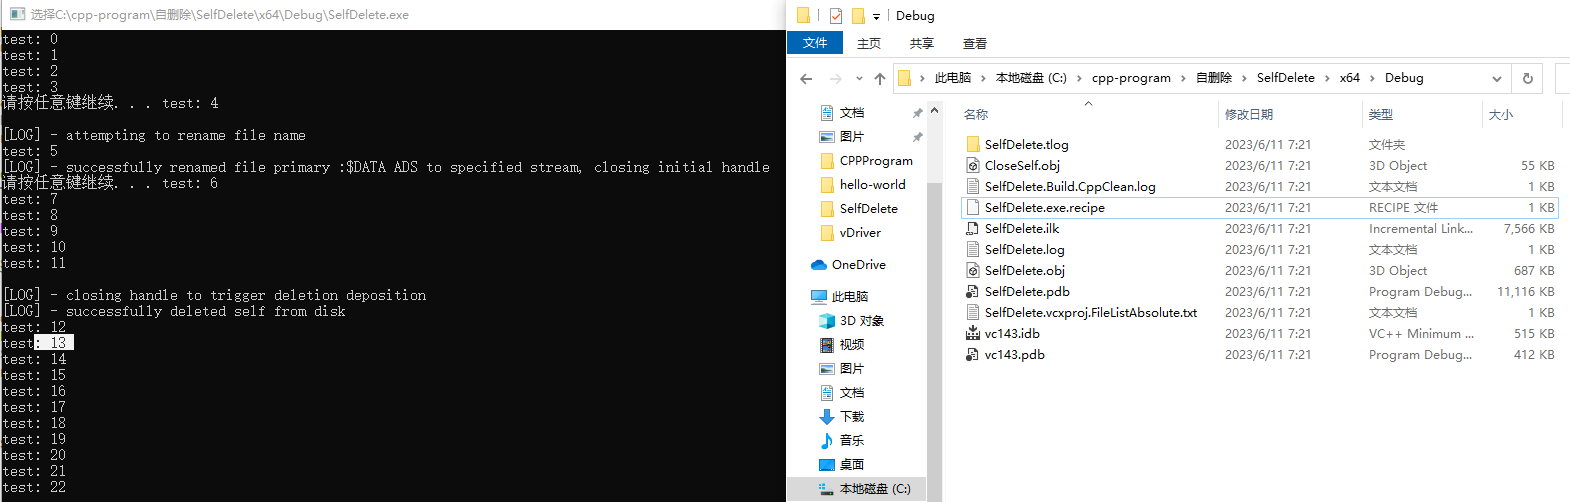 选择C:\cpp-program\自删除\SelfDelete\x64\Debug\SelfDelete.exe
test: 0
test: 1
test: 2
test: 3
请按任意键继续. . . test: 4
[LOG] - attempting to rename file name
test: 5
[LOG] - successfully renamed file primary :$DATA ADS to specified stream, closing initial handle
请按任意键继续. . . test: 6
test: 7
test: 8
test: 9
test: 10
test: 11
[LOG] - closing handle to trigger deletion deposition
[LOG] - successfully deleted self from disk
test: 12
test: 13
test: 14
test: 15
test: 16
test: 17
test: 18
test: 19
test: 20
test: 21
test: 22
Debug
文件 主页 共享 查看
此电脑 本地磁盘 (C:) cpp-program 自删除 SelfDelete x64 Debug
文档
图片
CPPProgram
hello-world
SelfDelete
vDriver
OneDrive
此电脑
3D 对象
视频
图片
文档
下载
音乐
桌面
本地磁盘 (C:)
名称 修改日期 类型 大小
SelfDelete.tlog 2023/6/11 7:21 文件夹
CloseSelf.obj 2023/6/11 7:21 3D Object 55 KB
SelfDelete.Build.CppClean.log 2023/6/11 7:21 文本文档 1 KB
SelfDelete.exe.recipe 2023/6/11 7:21 RECIPE 文件 1 KB
SelfDelete.ilk 2023/6/11 7:21 Incremental Link... 7,566 KB
SelfDelete.log 2023/6/11 7:21 文本文档 1 KB
SelfDelete.obj 2023/6/11 7:21 3D Object 687 KB
SelfDelete.pdb 2023/6/11 7:21 Program Debug... 11,116 KB
SelfDelete.vcxproj.FileListAbsolute.txt 2023/6/11 7:21 文本文档 1 KB
vc143.idb 2023/6/11 7:21 VC++ Minimum ... 515 KB
vc143.pdb 2023/6/11 7:21 Program Debug... 412 KB